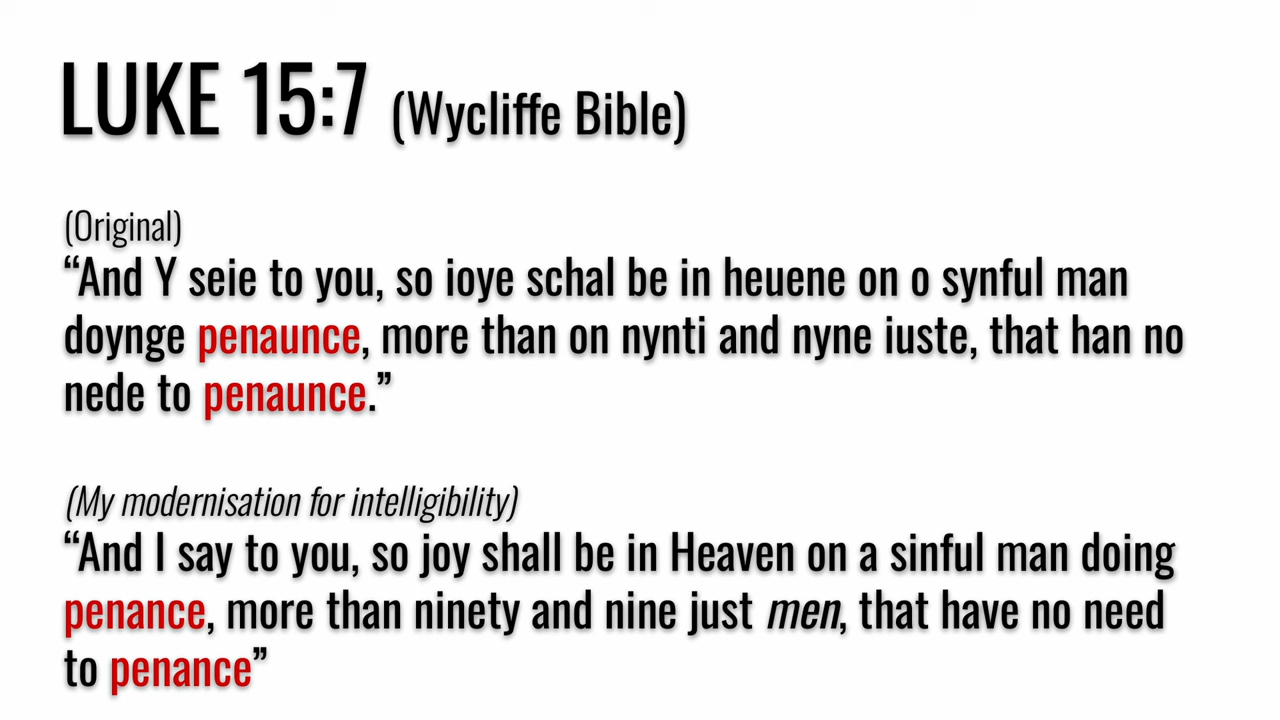 LUKE 15:7 (Wycliffe Bible)
(Original)
“And Y seie to you, so ioye schal be in heuene on o synful man
doynge penaunce, more than on nynti and nyne iuste, that han no
nede to penaunce.”
(My modernisation for intelligibility)
“And I say to you, so joy shall be in Heaven on a sinful man doing
penance, more than ninety and nine just men, that have no need
to penance”